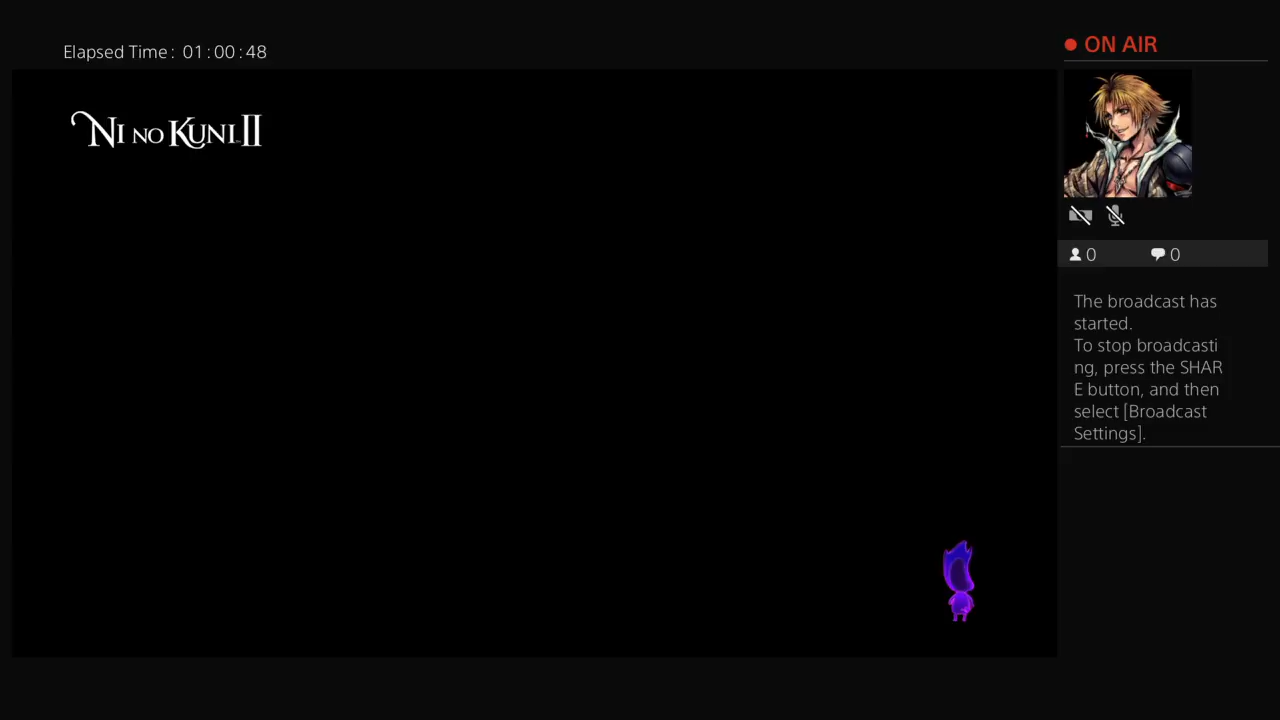 Elapsed Time: 01:00:48
ON AIR
NI NO KUNI II
0 0
The broadcast has
started.
To stop broadcasti
ng, press the SHAR
E button, and then
select [Broadcast
Settings].